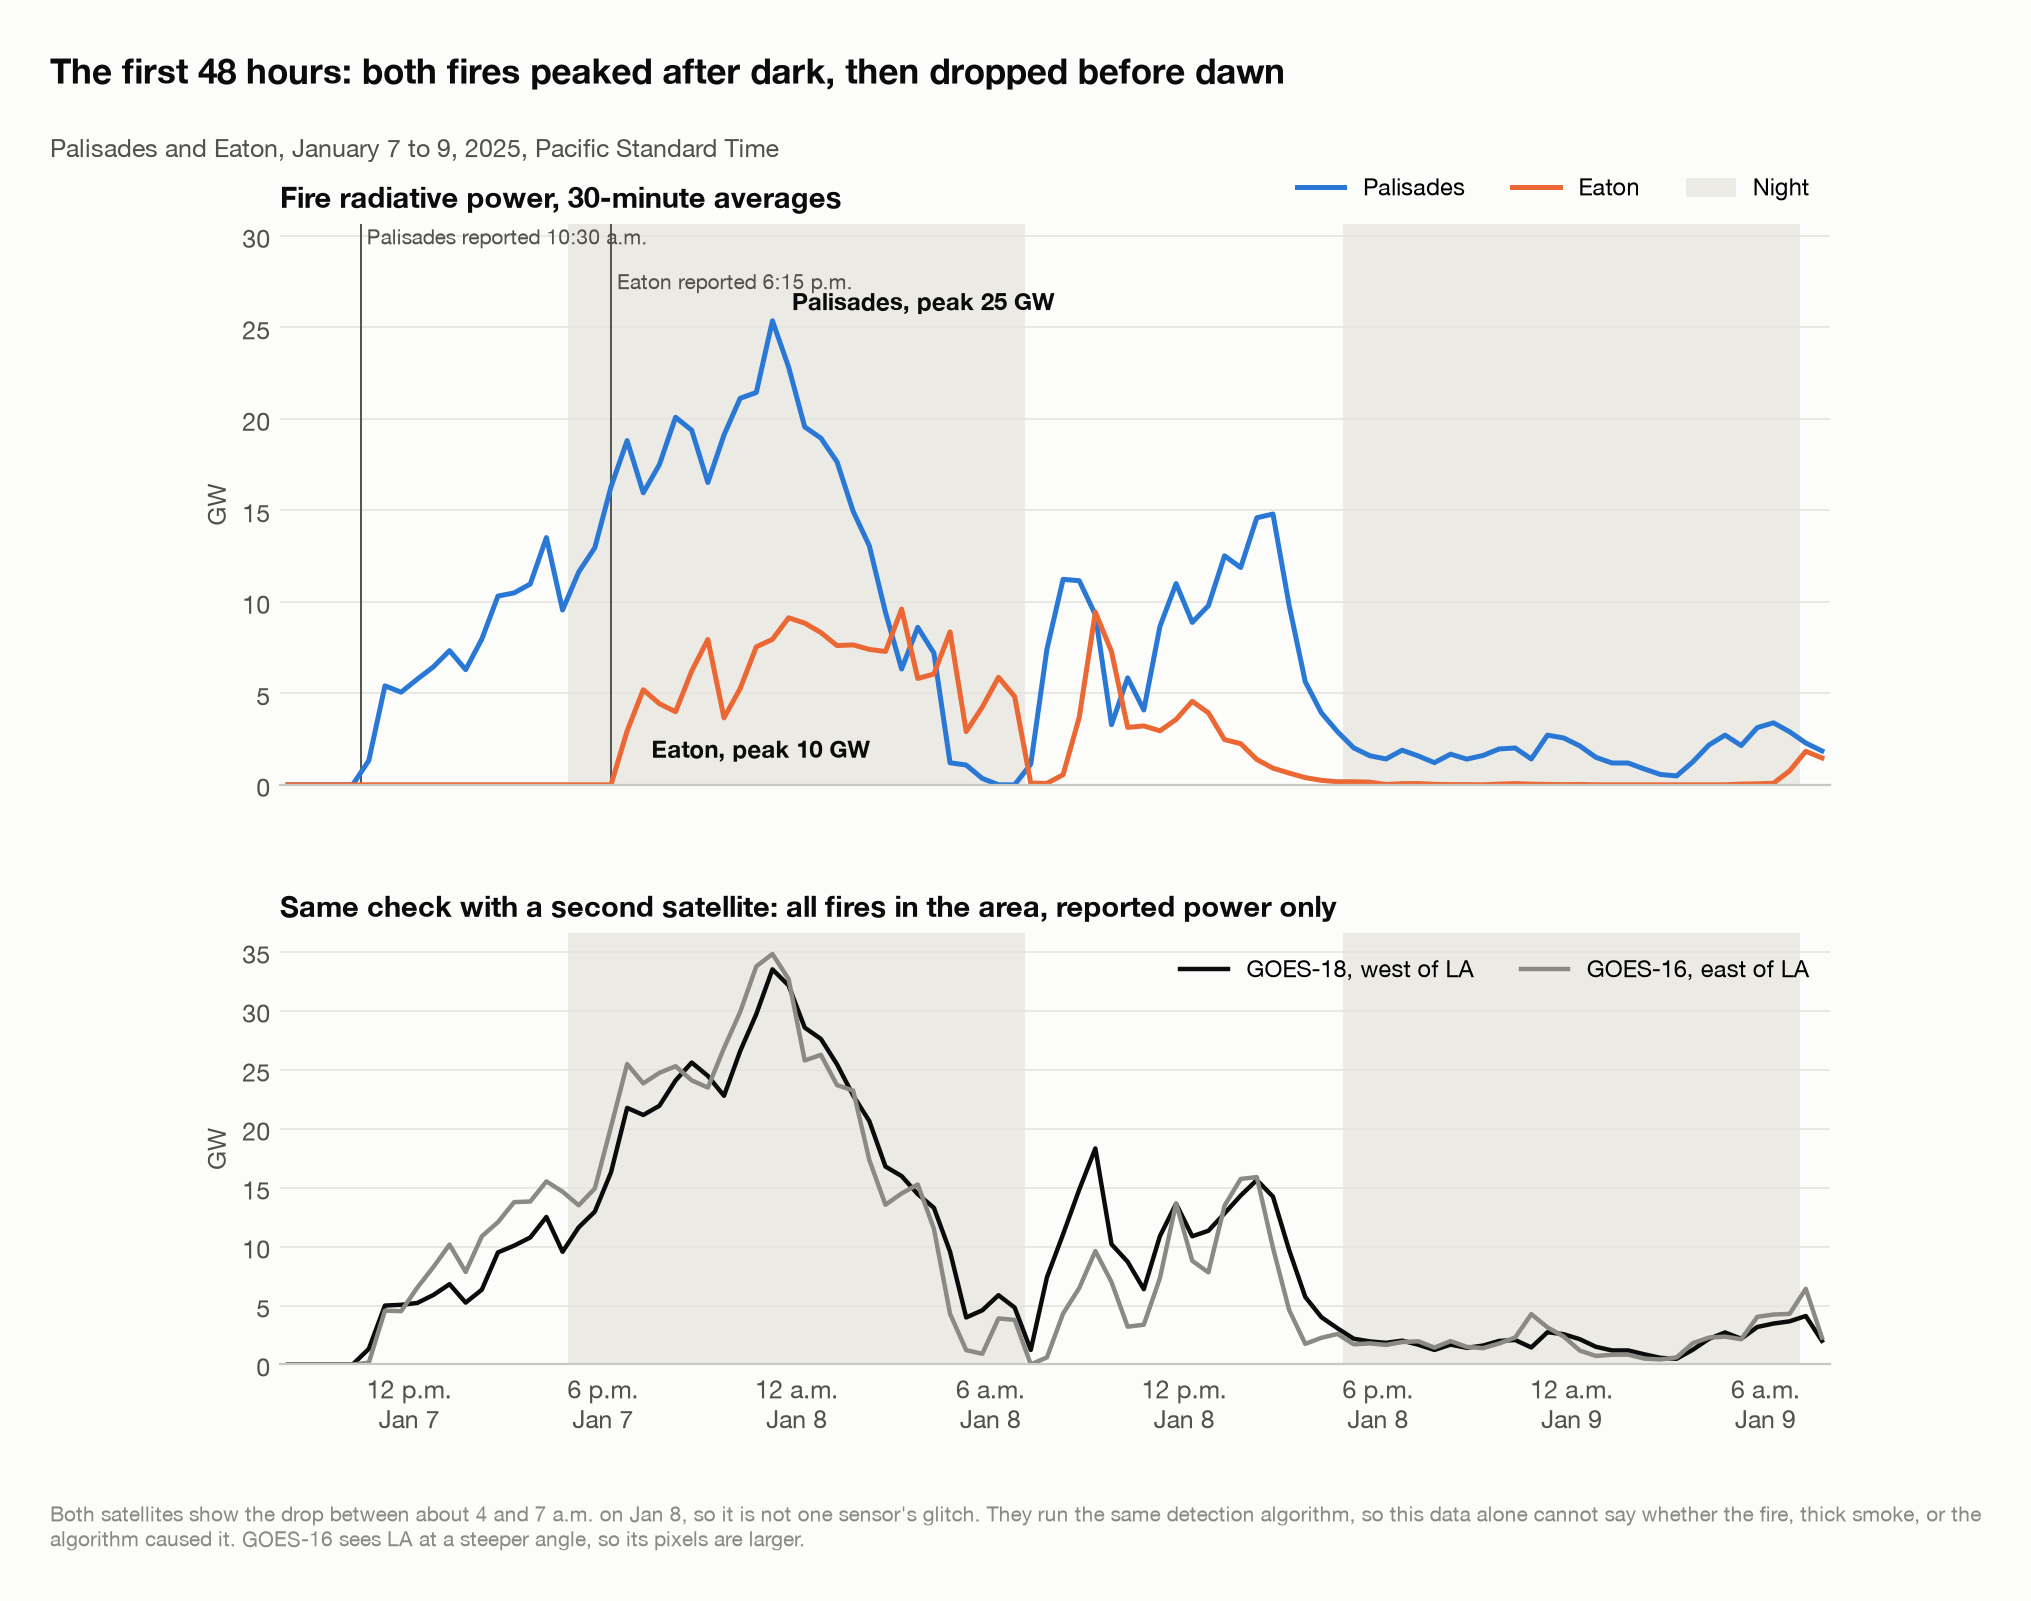 The first 48 hours: both fires peaked after dark, then dropped before dawn
Palisades and Eaton, January 7 to 9, 2025, Pacific Standard Time
Fire radiative power, 30-minute averages
Palisades
Eaton
Night
30
25
20
15
10
5
0
GW
Palisades reported 10:30 a.m.
Eaton reported 6:15 p.m.
Palisades, peak 25 GW
Eaton, peak 10 GW
Same check with a second satellite: all fires in the area, reported power only
GOES-18, west of LA
GOES-16, east of LA
35
30
25
20
15
10
5
0
GW
12 p.m.
Jan 7
6 p.m.
Jan 7
12 a.m.
Jan 8
6 a.m.
Jan 8
12 p.m.
Jan 8
6 p.m.
Jan 8
12 a.m.
Jan 9
6 a.m.
Jan 9
Both satellites show the drop between about 4 and 7 a.m. on Jan 8, so it is not one sensor's glitch. They run the same detection algorithm, so this data alone cannot say whether the fire, thick smoke, or the
algorithm caused it. GOES-16 sees LA at a steeper angle, so its pixels are larger.